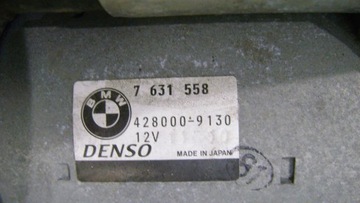 BMW
7 631 558
428000-9130
12V
DENSO MADE IN JAPAN